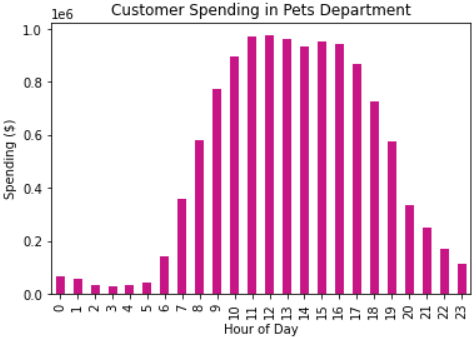 Customer Spending in Pets Department
1e6
1.0
0.8
0.6
0.4
0.2
0.0
Spending ($)
0 1 2 3 4 5 6 7 8 9 10 11 12 13 14 15 16 17 18 19 20 21 22 23
Hour of Day